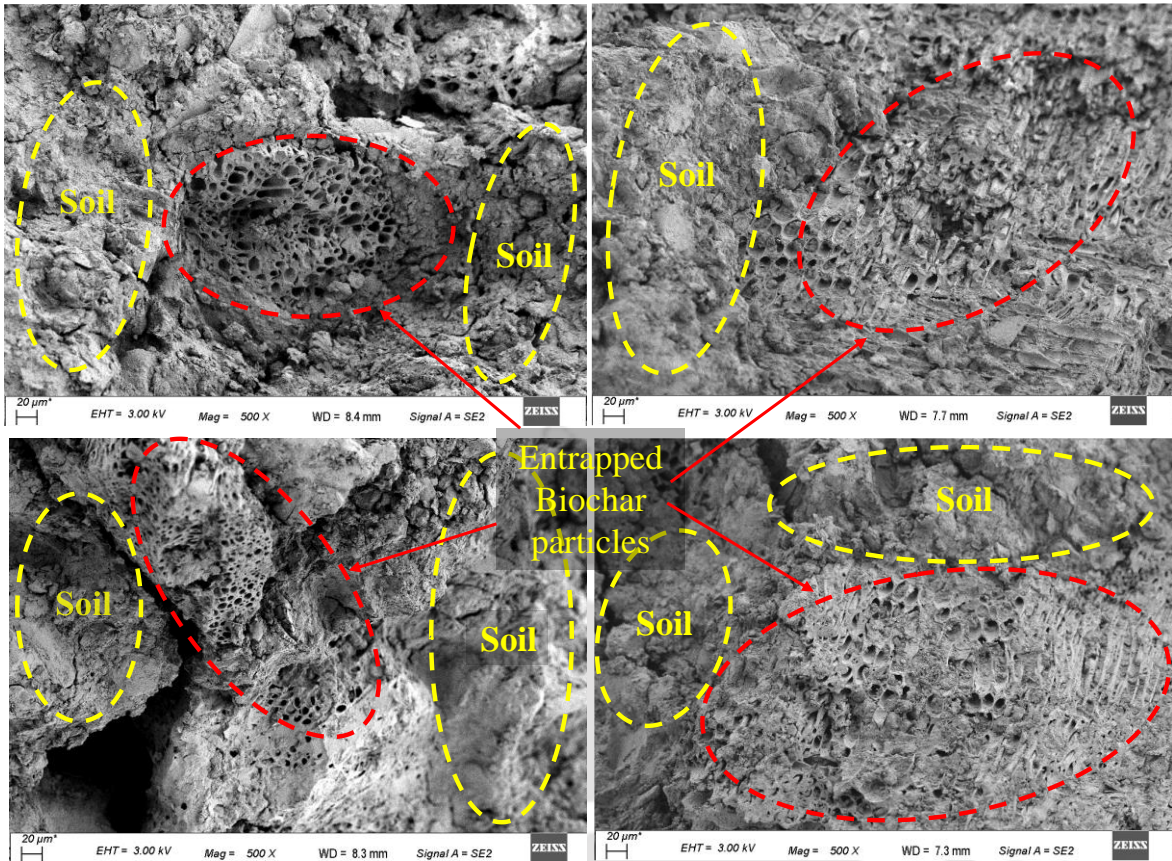 Soil
Soil
20 µm*
EHT = 3.00 kV Mag = 500 X WD = 8.4 mm Signal A = SE2 ZEISS
Soil
20 µm*
EHT = 3.00 kV Mag = 500 X WD = 7.7 mm Signal A = SE2 ZEISS
Entrapped
Biochar
particles
Soil
Soil
20 µm*
EHT = 3.00 kV Mag = 500 X WD = 8.3 mm Signal A = SE2 ZEISS
Soil
Soil
20 µm*
EHT = 3.00 kV Mag = 500 X WD = 7.3 mm Signal A = SE2 ZEISS